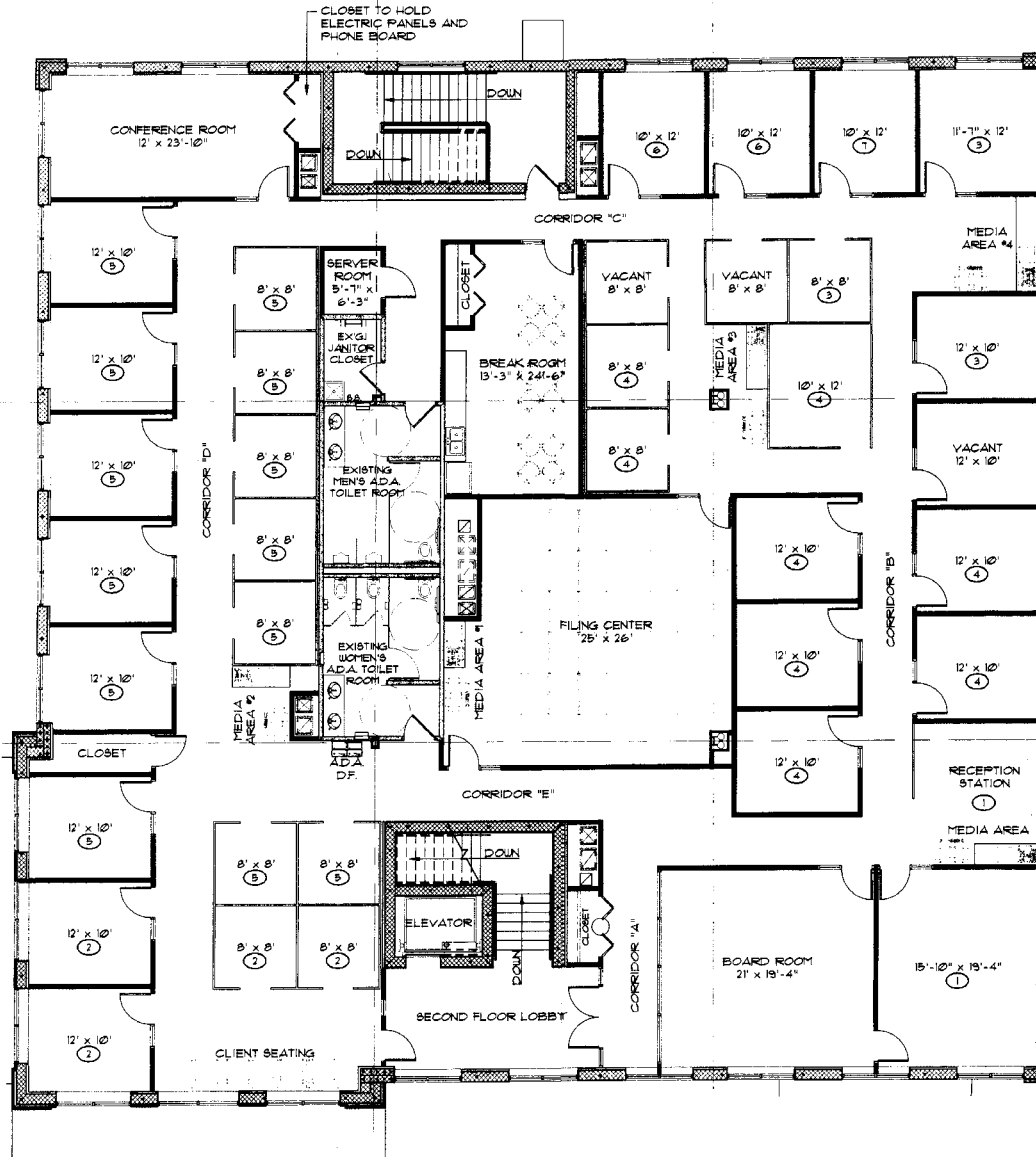 CLOSET TO HOLD
ELECTRIC PANELS AND
PHONE BOARD
CONFERENCE ROOM
12' x 23'-10"
DOWN
DOWN
10' x 12'
6
10' x 12'
6
10' x 12'
7
11'-7" x 12'
3
CORRIDOR "C"
MEDIA
AREA #4
12' x 10'
5
8' x 8'
5
SERVER
ROOM
5'-7" x
6'-3"
CLOSET
VACANT
8' x 8'
VACANT
8' x 8'
8' x 8'
3
EX'G.
JANITOR
CLOSET
BREAK ROOM
13'-3" x 24'-6"
12' x 10'
5
8' x 8'
5
8' x 8'
4
MEDIA
AREA #3
10' x 12'
4
12' x 10'
3
12' x 10'
5
CORRIDOR "D"
8' x 8'
5
EXISTING
MEN'S A.D.A.
TOILET ROOM
8' x 8'
4
VACANT
12' x 10'
12' x 10'
5
8' x 8'
5
12' x 10'
4
CORRIDOR "B"
12' x 10'
4
12' x 10'
5
8' x 8'
5
EXISTING
WOMEN'S
A.D.A. TOILET
ROOM
MEDIA AREA #1
FILING CENTER
25' x 26'
12' x 10'
4
12' x 10'
4
MEDIA
AREA #2
CLOSET
A.D.A.
D.F.
12' x 10'
4
RECEPTION
STATION
1
CORRIDOR "E"
MEDIA AREA
12' x 10'
5
8' x 8'
5
8' x 8'
5
DOWN
12' x 10'
2
8' x 8'
2
8' x 8'
2
ELEVATOR
DOWN
CLOSET
CORRIDOR "A"
BOARD ROOM
21' x 19'-4"
15'-10" x 19'-4"
1
SECOND FLOOR LOBBY
12' x 10'
2
CLIENT SEATING